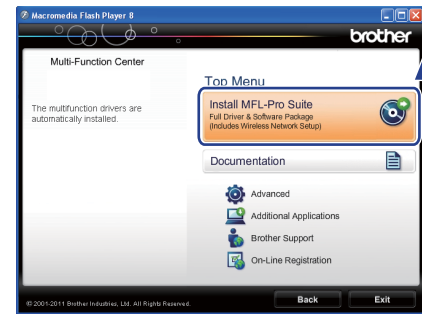 Macromedia Flash Player 8
brother
Multi-Function Center
Top Menu
The multifunction drivers are
automatically installed.
Install MFL-Pro Suite
Full Driver & Software Package
(Includes Wireless Network Setup)
Documentation
Advanced
Additional Applications
Brother Support
On-Line Registration
© 2001-2011 Brother Industries, Ltd. All Rights Reserved.
Back
Exit